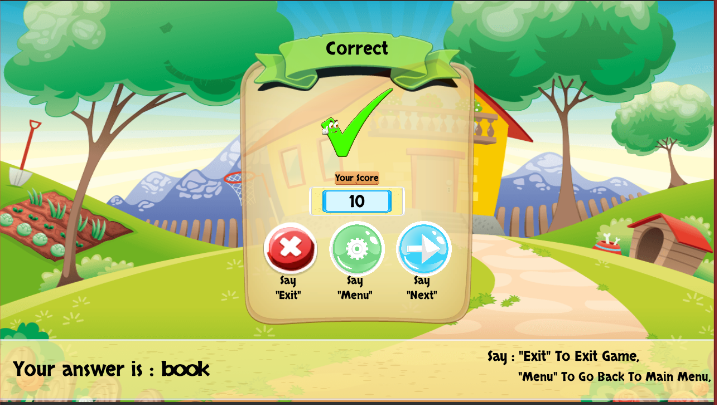 Correct
Your Score
10
Say Say Say
"Exit" "Menu" "Next"
Your answer is : book
Say : "Exit" To Exit Game,
"Menu" To Go Back To Main Menu,